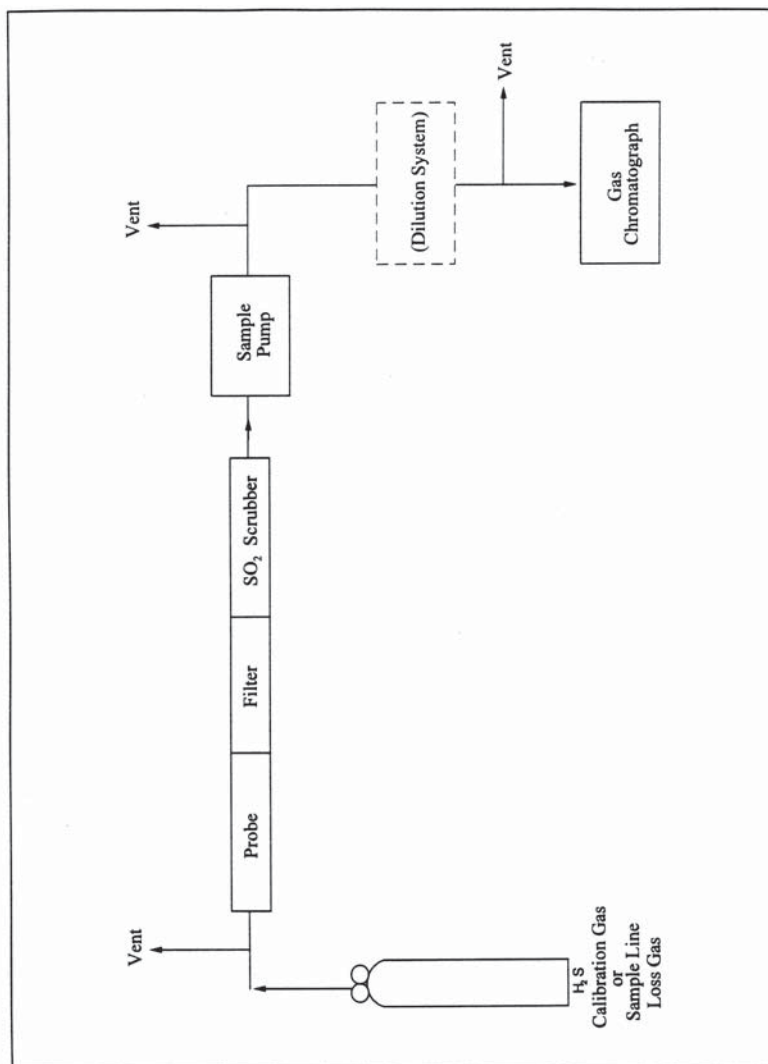 Vent
Probe
Filter
SO₂ Scrubber
Sample
Pump
Vent
(Dilution System)
Vent
Gas
Chromatograph
H₂S
Calibration Gas
or
Sample Line
Loss Gas